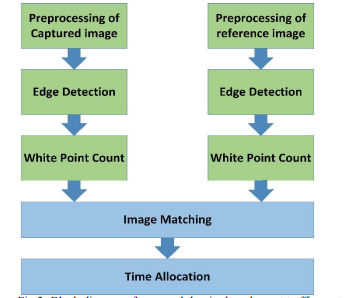 Preprocessing of
Captured image
Preprocessing of
reference image
Edge Detection
Edge Detection
White Point Count
White Point Count
Image Matching
Time Allocation